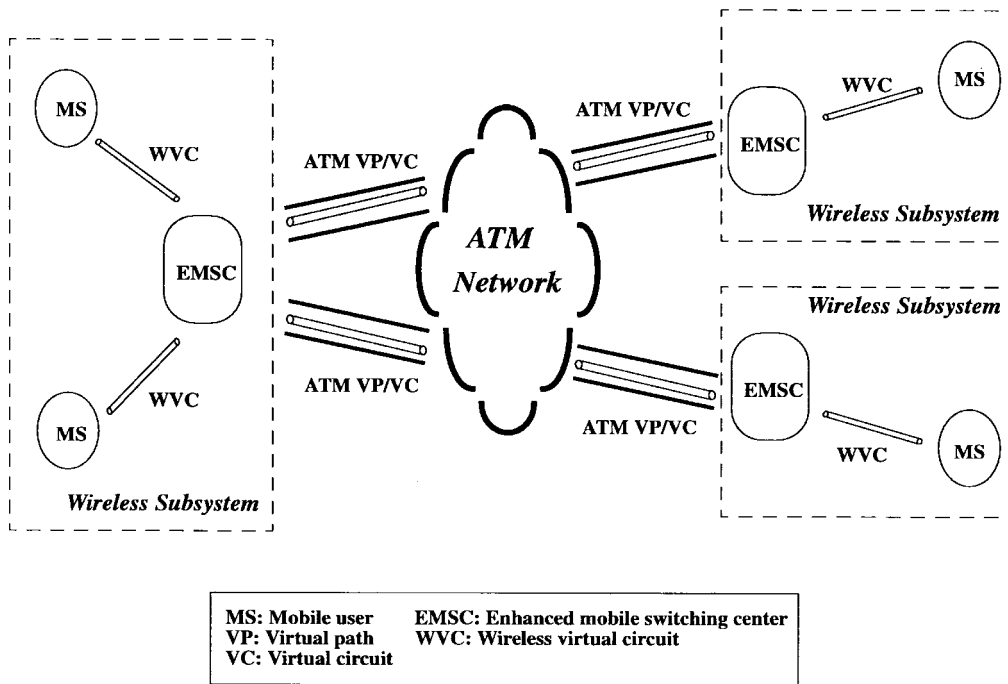 MS
WVC
EMSC
WVC
MS
Wireless Subsystem
ATM VP/VC
ATM VP/VC
ATM
Network
ATM VP/VC
ATM VP/VC
EMSC
WVC
MS
Wireless Subsystem
Wireless Subsystem
EMSC
WVC
MS
MS: Mobile user EMSC: Enhanced mobile switching center
VP: Virtual path WVC: Wireless virtual circuit
VC: Virtual circuit